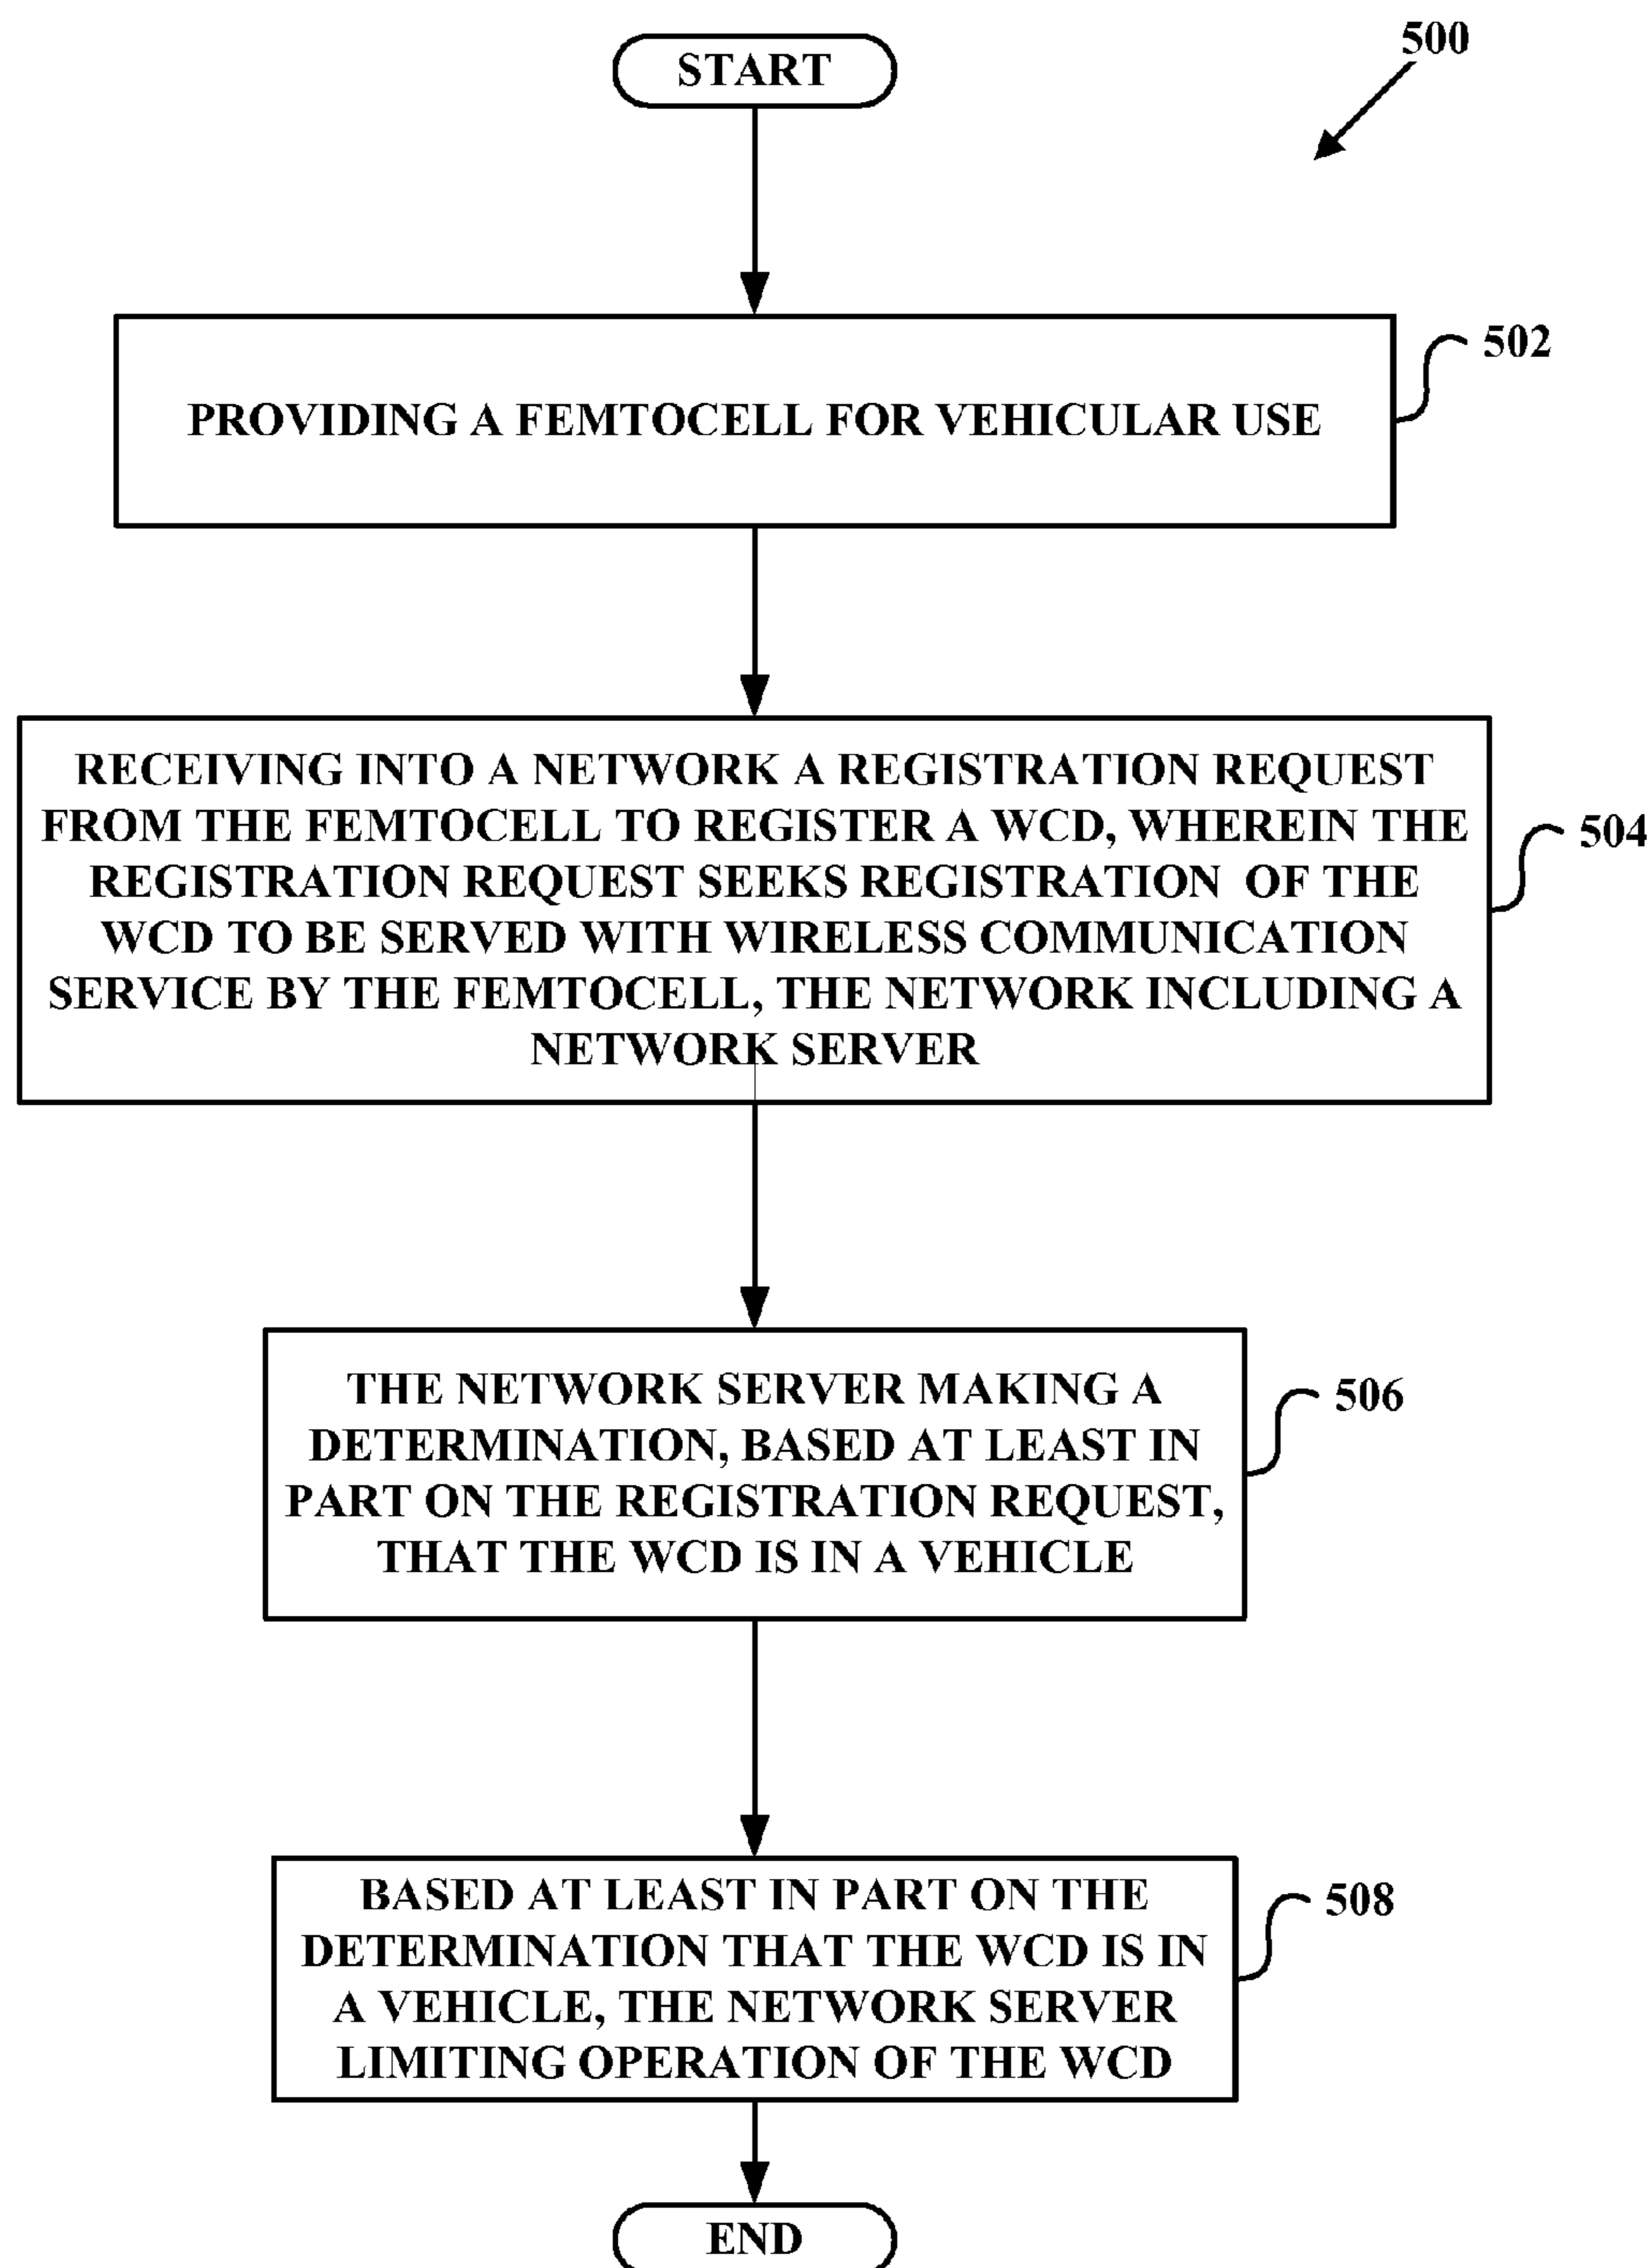 START
500
PROVIDING A FEMTOCELL FOR VEHICULAR USE
502
RECEIVING INTO A NETWORK A REGISTRATION REQUEST
FROM THE FEMTOCELL TO REGISTER A WCD, WHEREIN THE
REGISTRATION REQUEST SEEKS REGISTRATION OF THE
WCD TO BE SERVED WITH WIRELESS COMMUNICATION
SERVICE BY THE FEMTOCELL, THE NETWORK INCLUDING A
NETWORK SERVER
504
THE NETWORK SERVER MAKING A
DETERMINATION, BASED AT LEAST IN
PART ON THE REGISTRATION REQUEST,
THAT THE WCD IS IN A VEHICLE
506
BASED AT LEAST IN PART ON THE
DETERMINATION THAT THE WCD IS IN
A VEHICLE, THE NETWORK SERVER
LIMITING OPERATION OF THE WCD
508
END